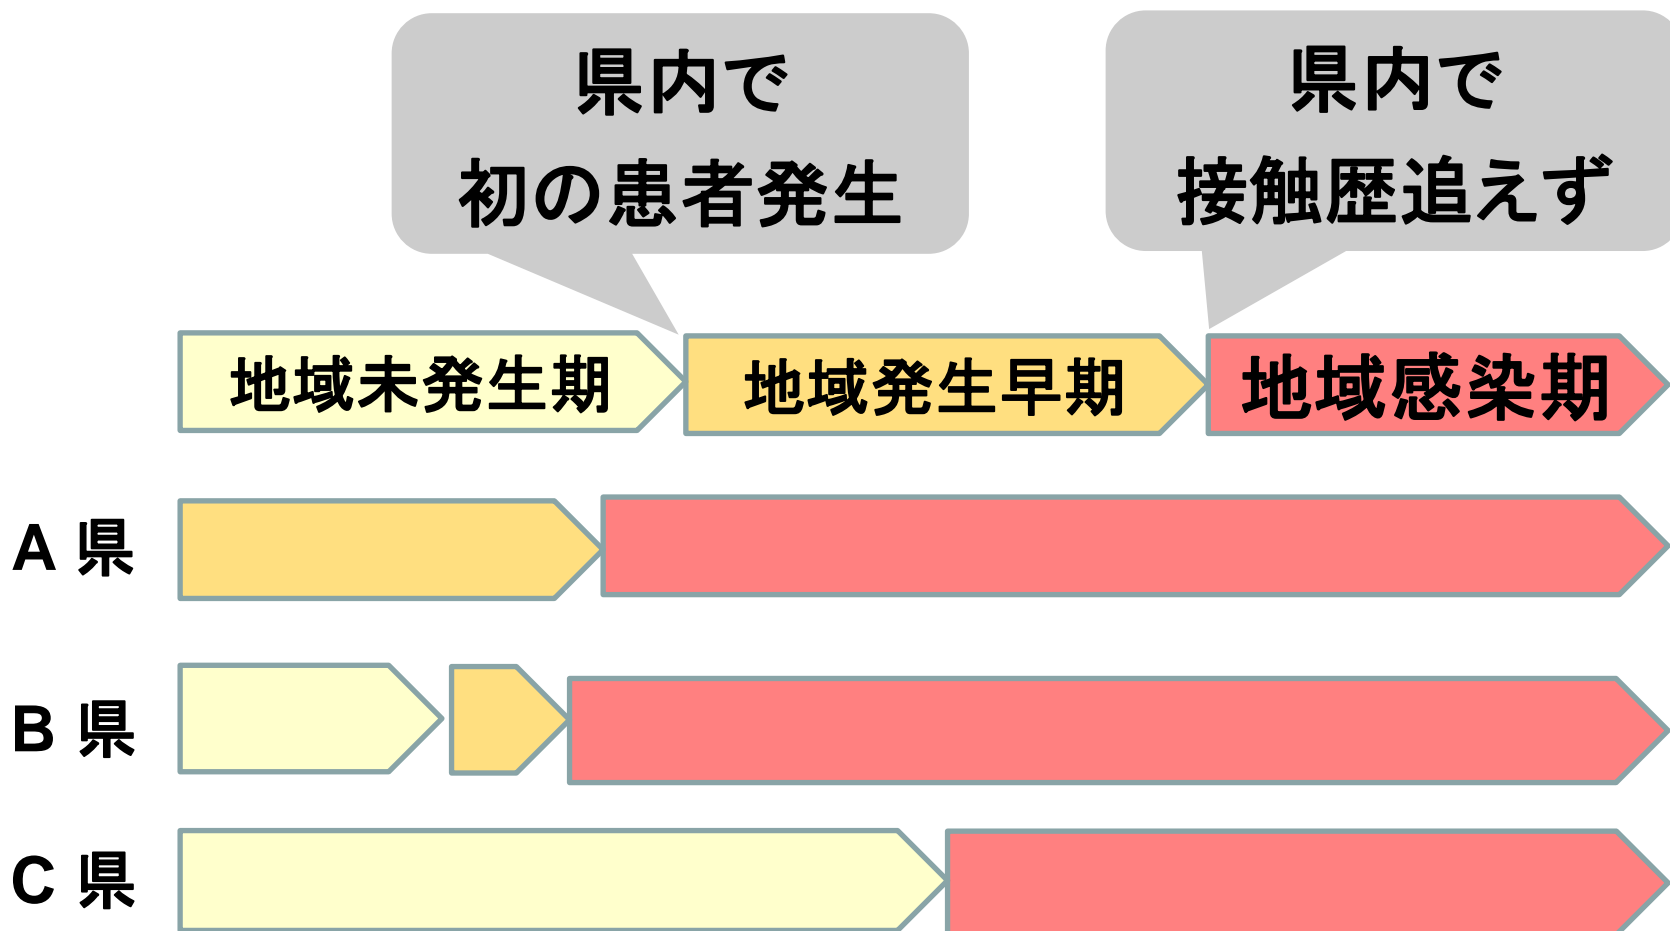 県内で
初の患者発生
県内で
接触歴追えず
地域未発生期
地域発生早期
地域感染期
A 県
B 県
C 県